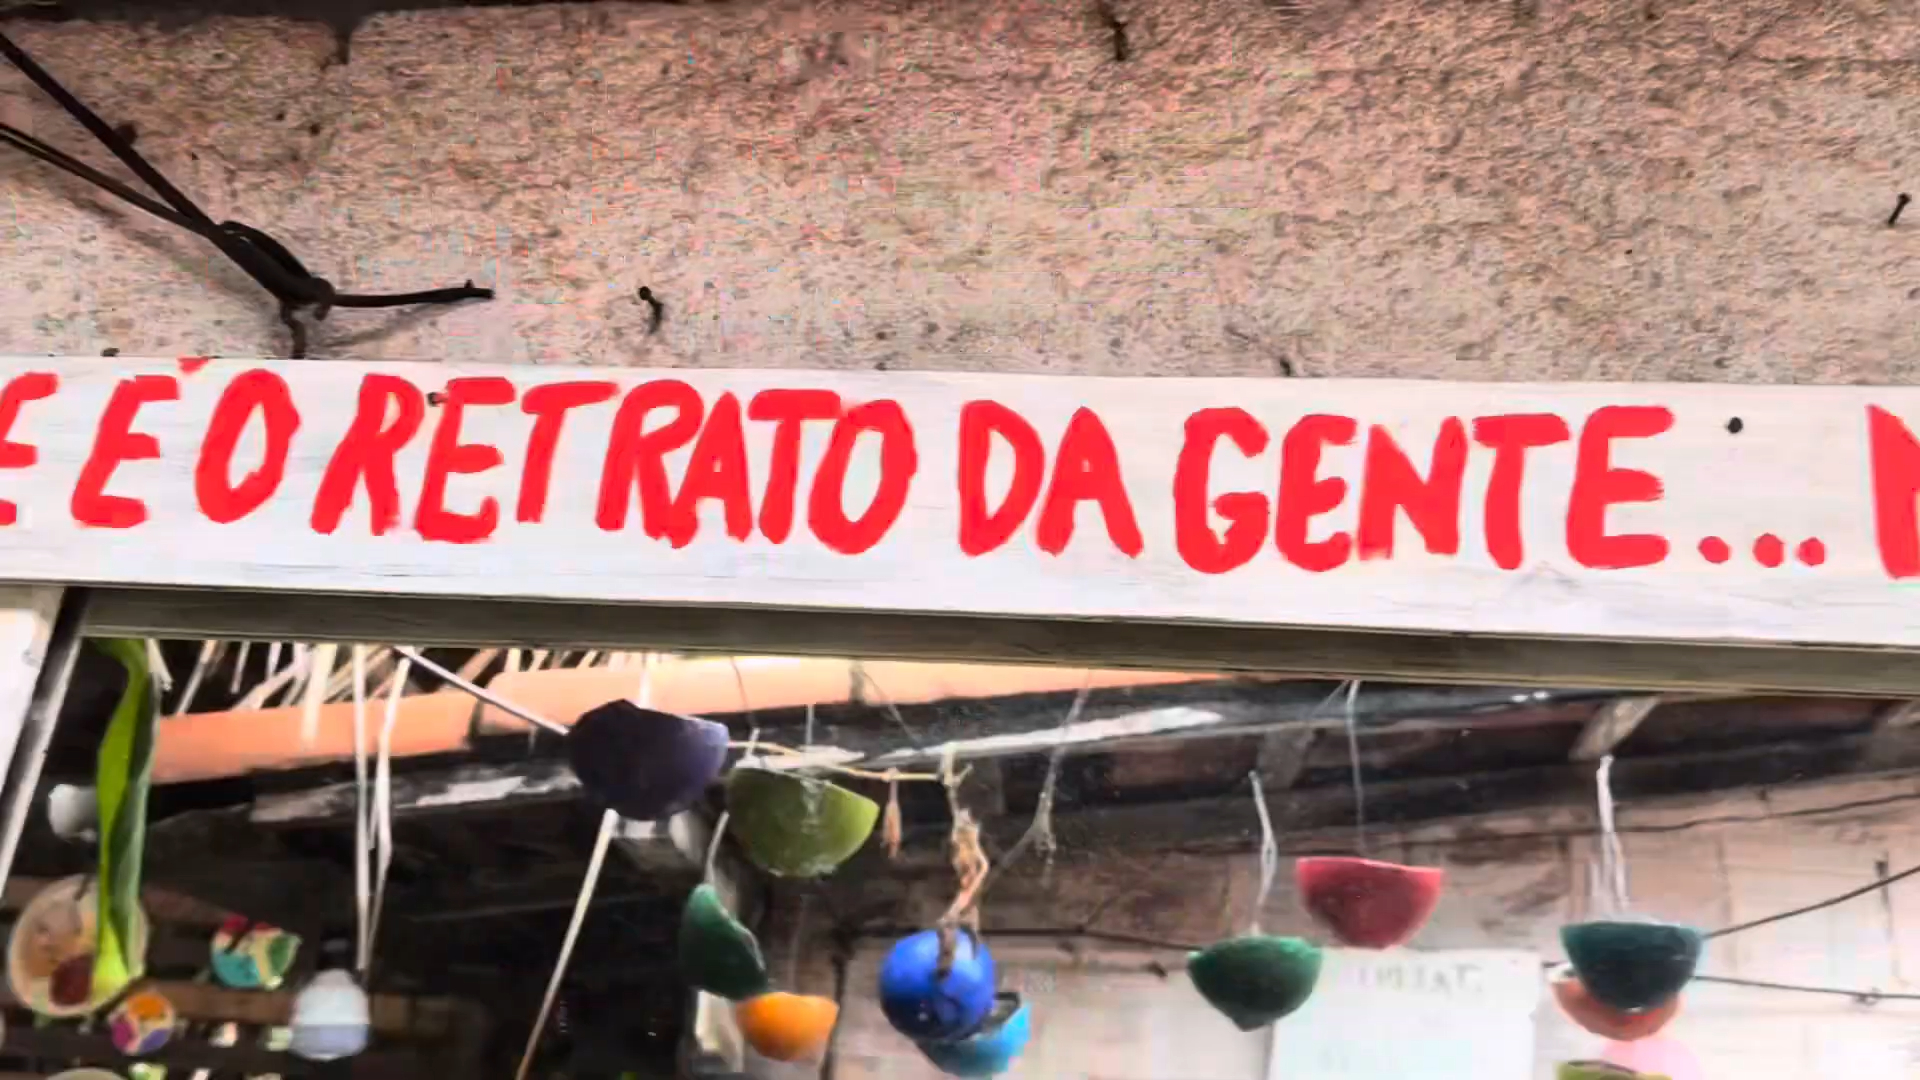 E É O RETRATO DA GENTE...